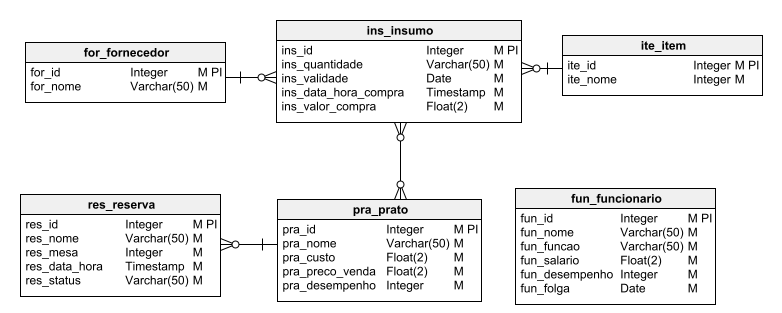 for_fornecedor
for_id Integer M PI
for_nome Varchar(50) M
ins_insumo
ins_id Integer M PI
ins_quantidade Varchar(50) M
ins_validade Date M
ins_data_hora_compra Timestamp M
ins_valor_compra Float(2) M
ite_item
ite_id Integer M PI
ite_nome Integer M
res_reserva
res_id Integer M PI
res_nome Varchar(50) M
res_mesa Integer M
res_data_hora Timestamp M
res_status Varchar(50) M
pra_prato
pra_id Integer M PI
pra_nome Varchar(50) M
pra_custo Float(2) M
pra_preco_venda Float(2) M
pra_desempenho Integer M
fun_funcionario
fun_id Integer M PI
fun_nome Varchar(50) M
fun_funcao Varchar(50) M
fun_salario Float(2) M
fun_desempenho Integer M
fun_folga Date M